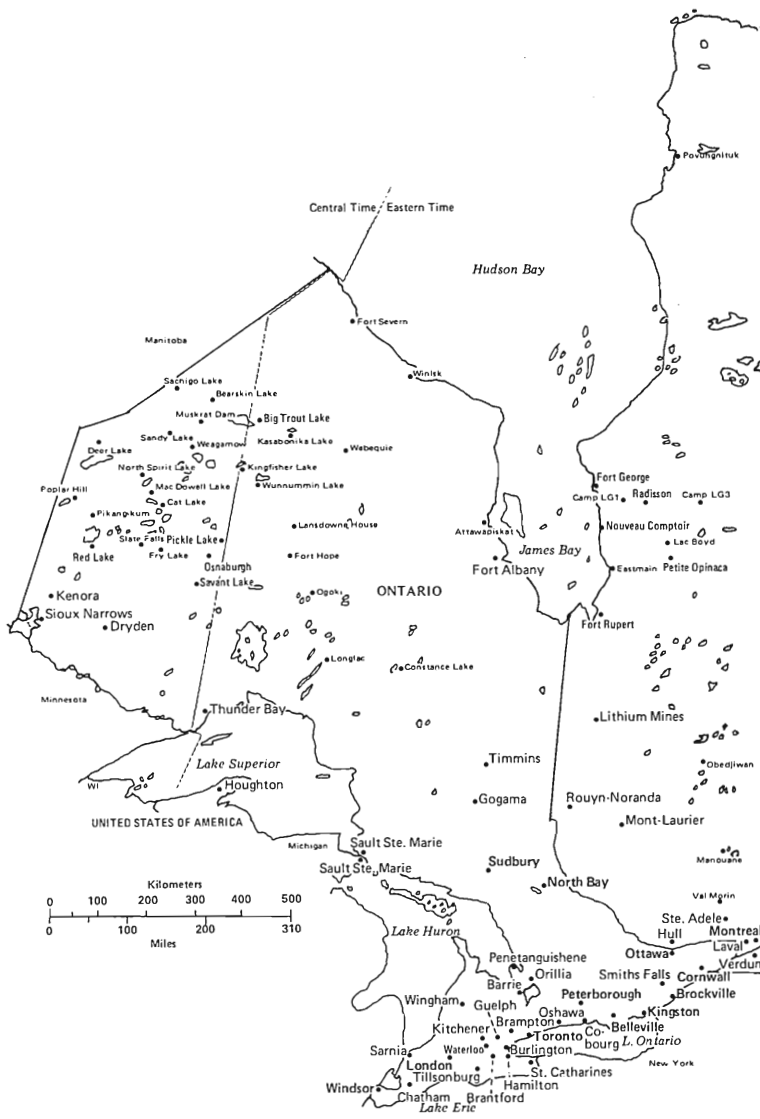 Povungnituk
Central Time
Eastern Time
Hudson Bay
Fort Severn
Manitoba
Winisk
Sachigo Lake
Bearskin Lake
Muskrat Dam
Big Trout Lake
Sandy Lake
Weagamow
Kasabonika Lake
Deer Lake
Webequie
North Spirit Lake
Kingfisher Lake
Mac Dowell Lake
Wunnummin Lake
Fort George
Poplar Hill
Cat Lake
Camp LG1
Radisson
Camp LG3
Pikangikum
Lansdowne House
Attawapiskat
Nouveau Comptoir
Slate Falls
Pickle Lake
Lac Boyd
Red Lake
Fry Lake
Fort Hope
James Bay
Petite Opinaca
Osnaburgh
Fort Albany
Eastmain
Savant Lake
Ogoki
ONTARIO
Kenora
Sioux Narrows
Dryden
Fort Rupert
Longlac
Constance Lake
Minnesota
Thunder Bay
Lithium Mines
Lake Superior
Timmins
Obedjiwan
WI
Houghton
Gogama
Rouyn-Noranda
UNITED STATES OF AMERICA
Mont-Laurier
Michigan
Sault Ste. Marie
Sault Ste. Marie
Sudbury
Manouane
Kilometers
North Bay
0 100 200 350 400 500
Val Morin
0 100 200 310
Miles
Ste. Adele
Lake Huron
Hull
Montreal
Laval
Ottawa
Verdun
Penetanguishene
Orillia
Smiths Falls
Cornwall
Barrie
Wingham
Guelph
Peterborough
Brockville
Oshawa
Kingston
Kitchener
Brampton
Belleville
Toronto
Co-
bourg
L. Ontario
Sarnia
Waterloo
Burlington
New York
London
St. Catharines
Tillsonburg
Hamilton
Windsor
Chatham
Brantford
Lake Erie